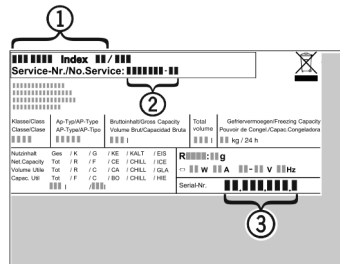 1
Index /
Service-Nr./No.Service: -
2
Klasse/Class Ap-Typ/AP-Type Bruttoinhalt/Gross Capacity Total Gefriervermoegen/Freezing Capacity
Classe/Clase AP-Type/AP-Tipo Volume Brut/Capacidad Bruta volume Pouvoir de Congel./Capac.Congeladora
l l kg / 24 h
Nutzinhalt Ges / K / G / KE / KALT / EIS
Net.Capacity Tot / R / F / CE / CHILL / ICE
Volume Utile Tot / F / C / CA / CHILL / GLA
Capac. Util Tot / F / C / BO / CHILL / HIE
l / l
R : g
W A - V Hz
Serial-Nr. . . .
3